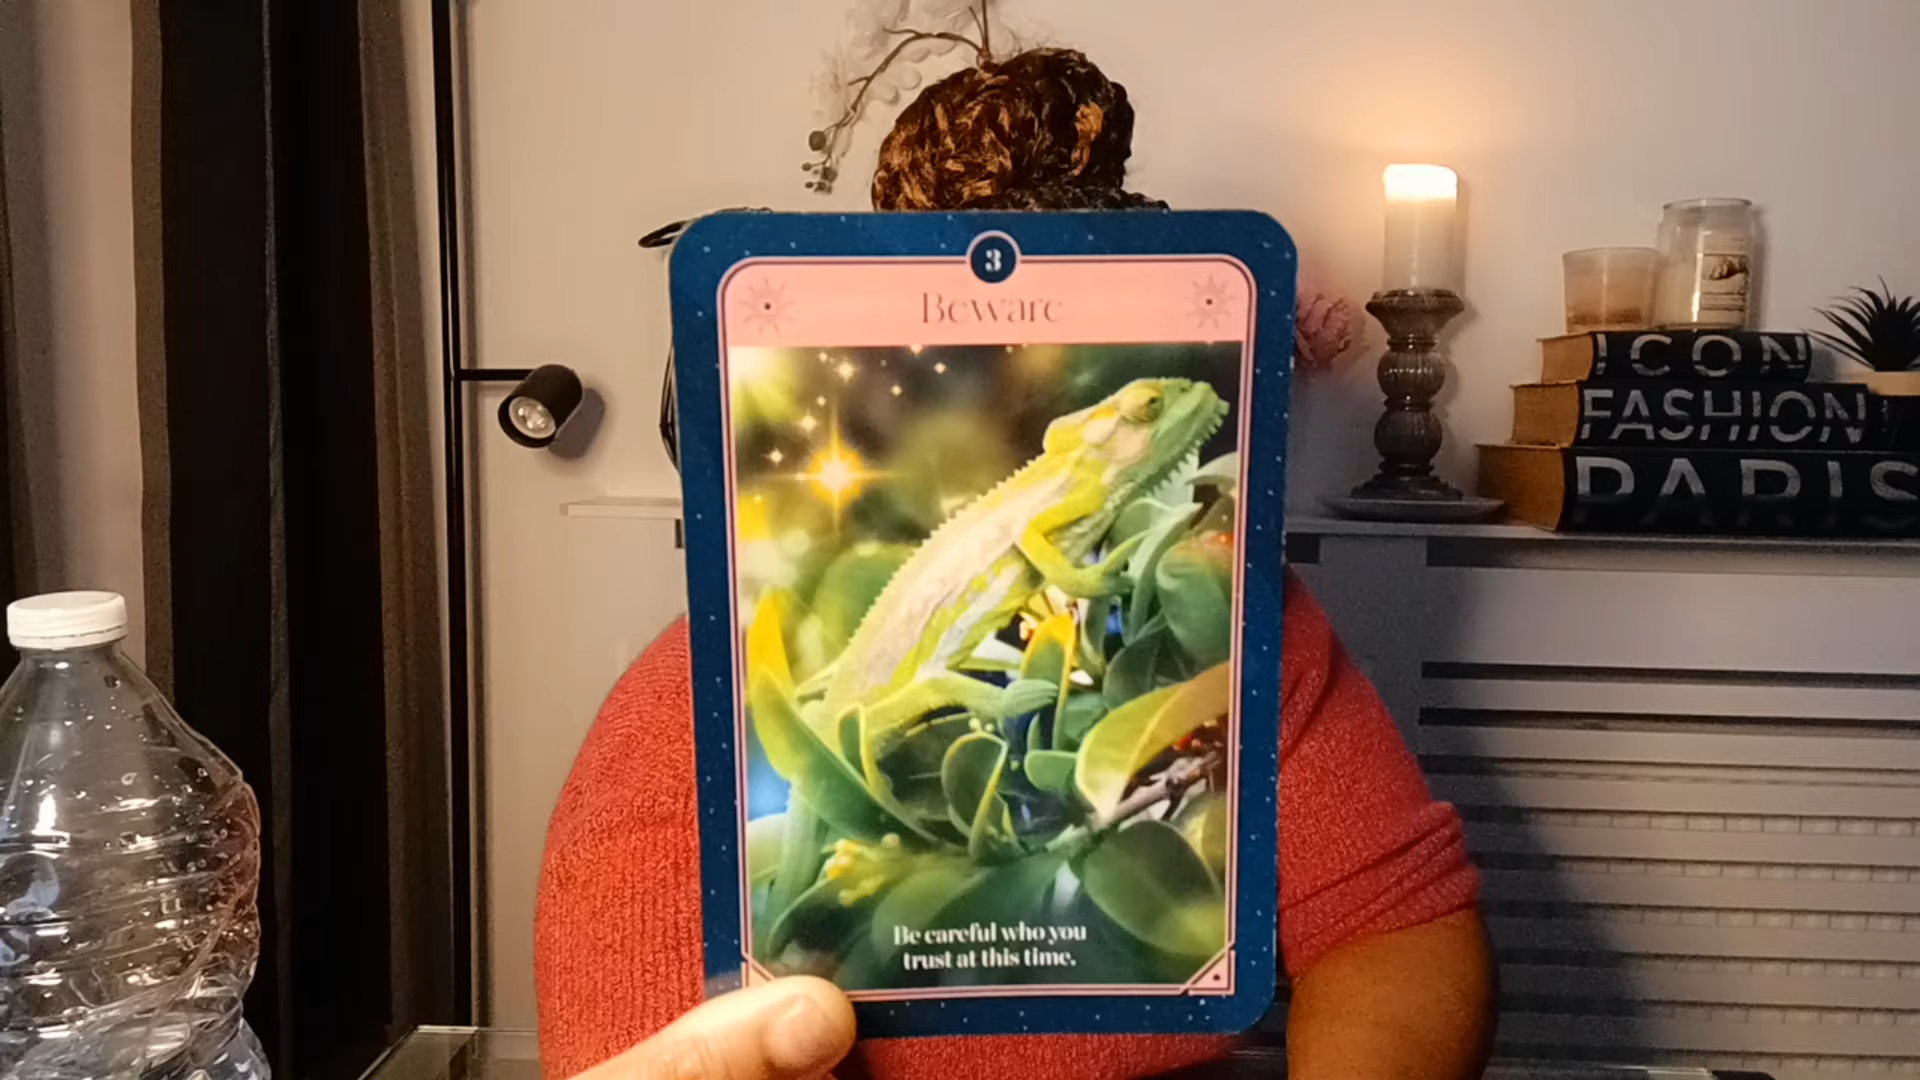 3
Beware
Be careful who you
trust at this time.
ICON
FASHION
PARIS